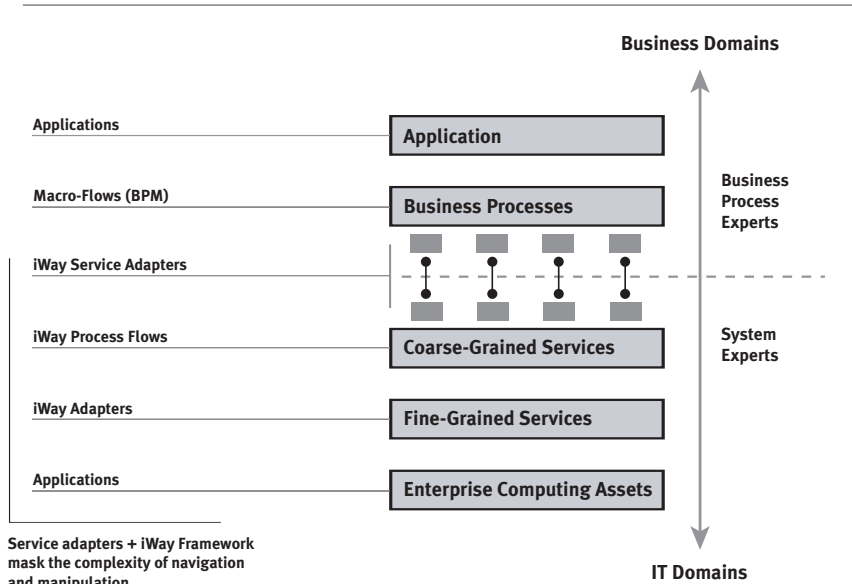 Business Domains
Applications
Application
Macro-Flows (BPM)
Business Processes
Business
Process
Experts
iWay Service Adapters
iWay Process Flows
Coarse-Grained Services
System
Experts
iWay Adapters
Fine-Grained Services
Applications
Enterprise Computing Assets
Service adapters + iWay Framework
mask the complexity of navigation
and manipulation
IT Domains